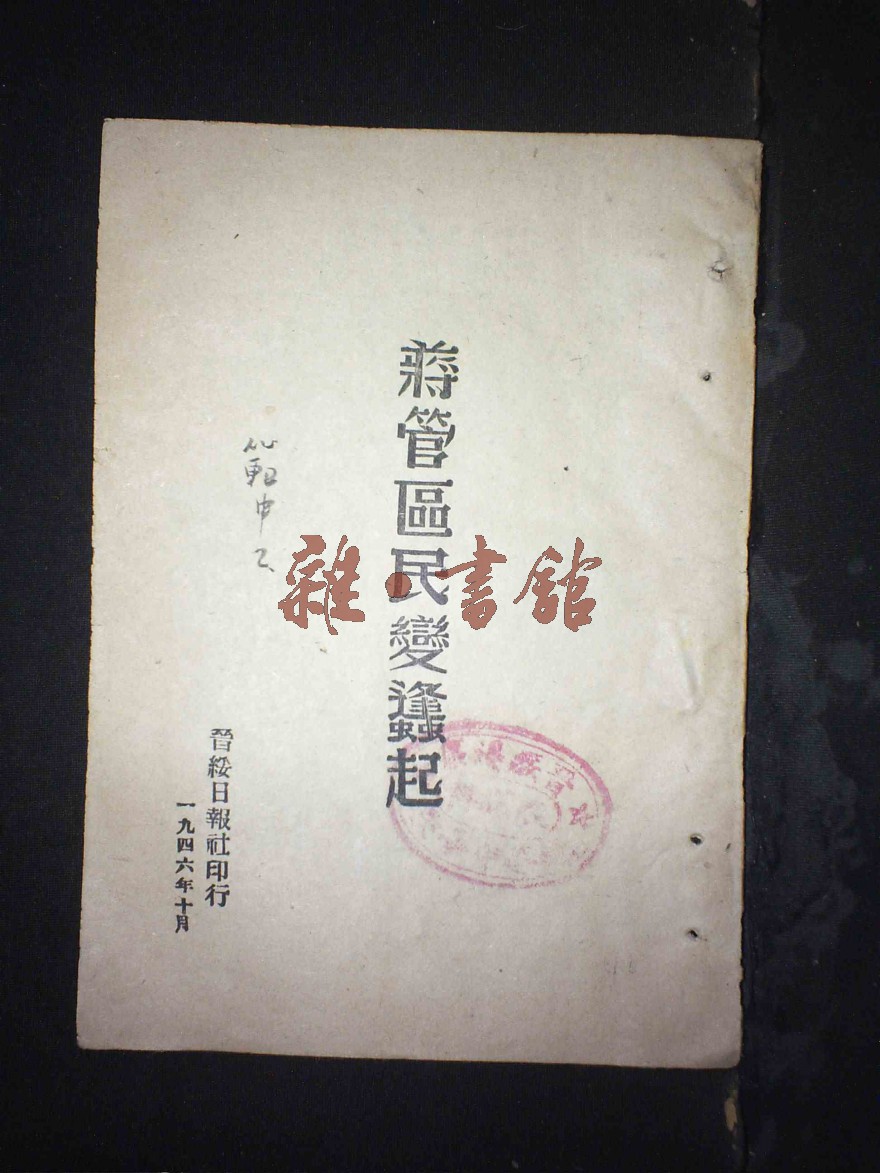 蔣管區民變蠭起
晉綏日報社印行
一九四六年十月
雜·書館